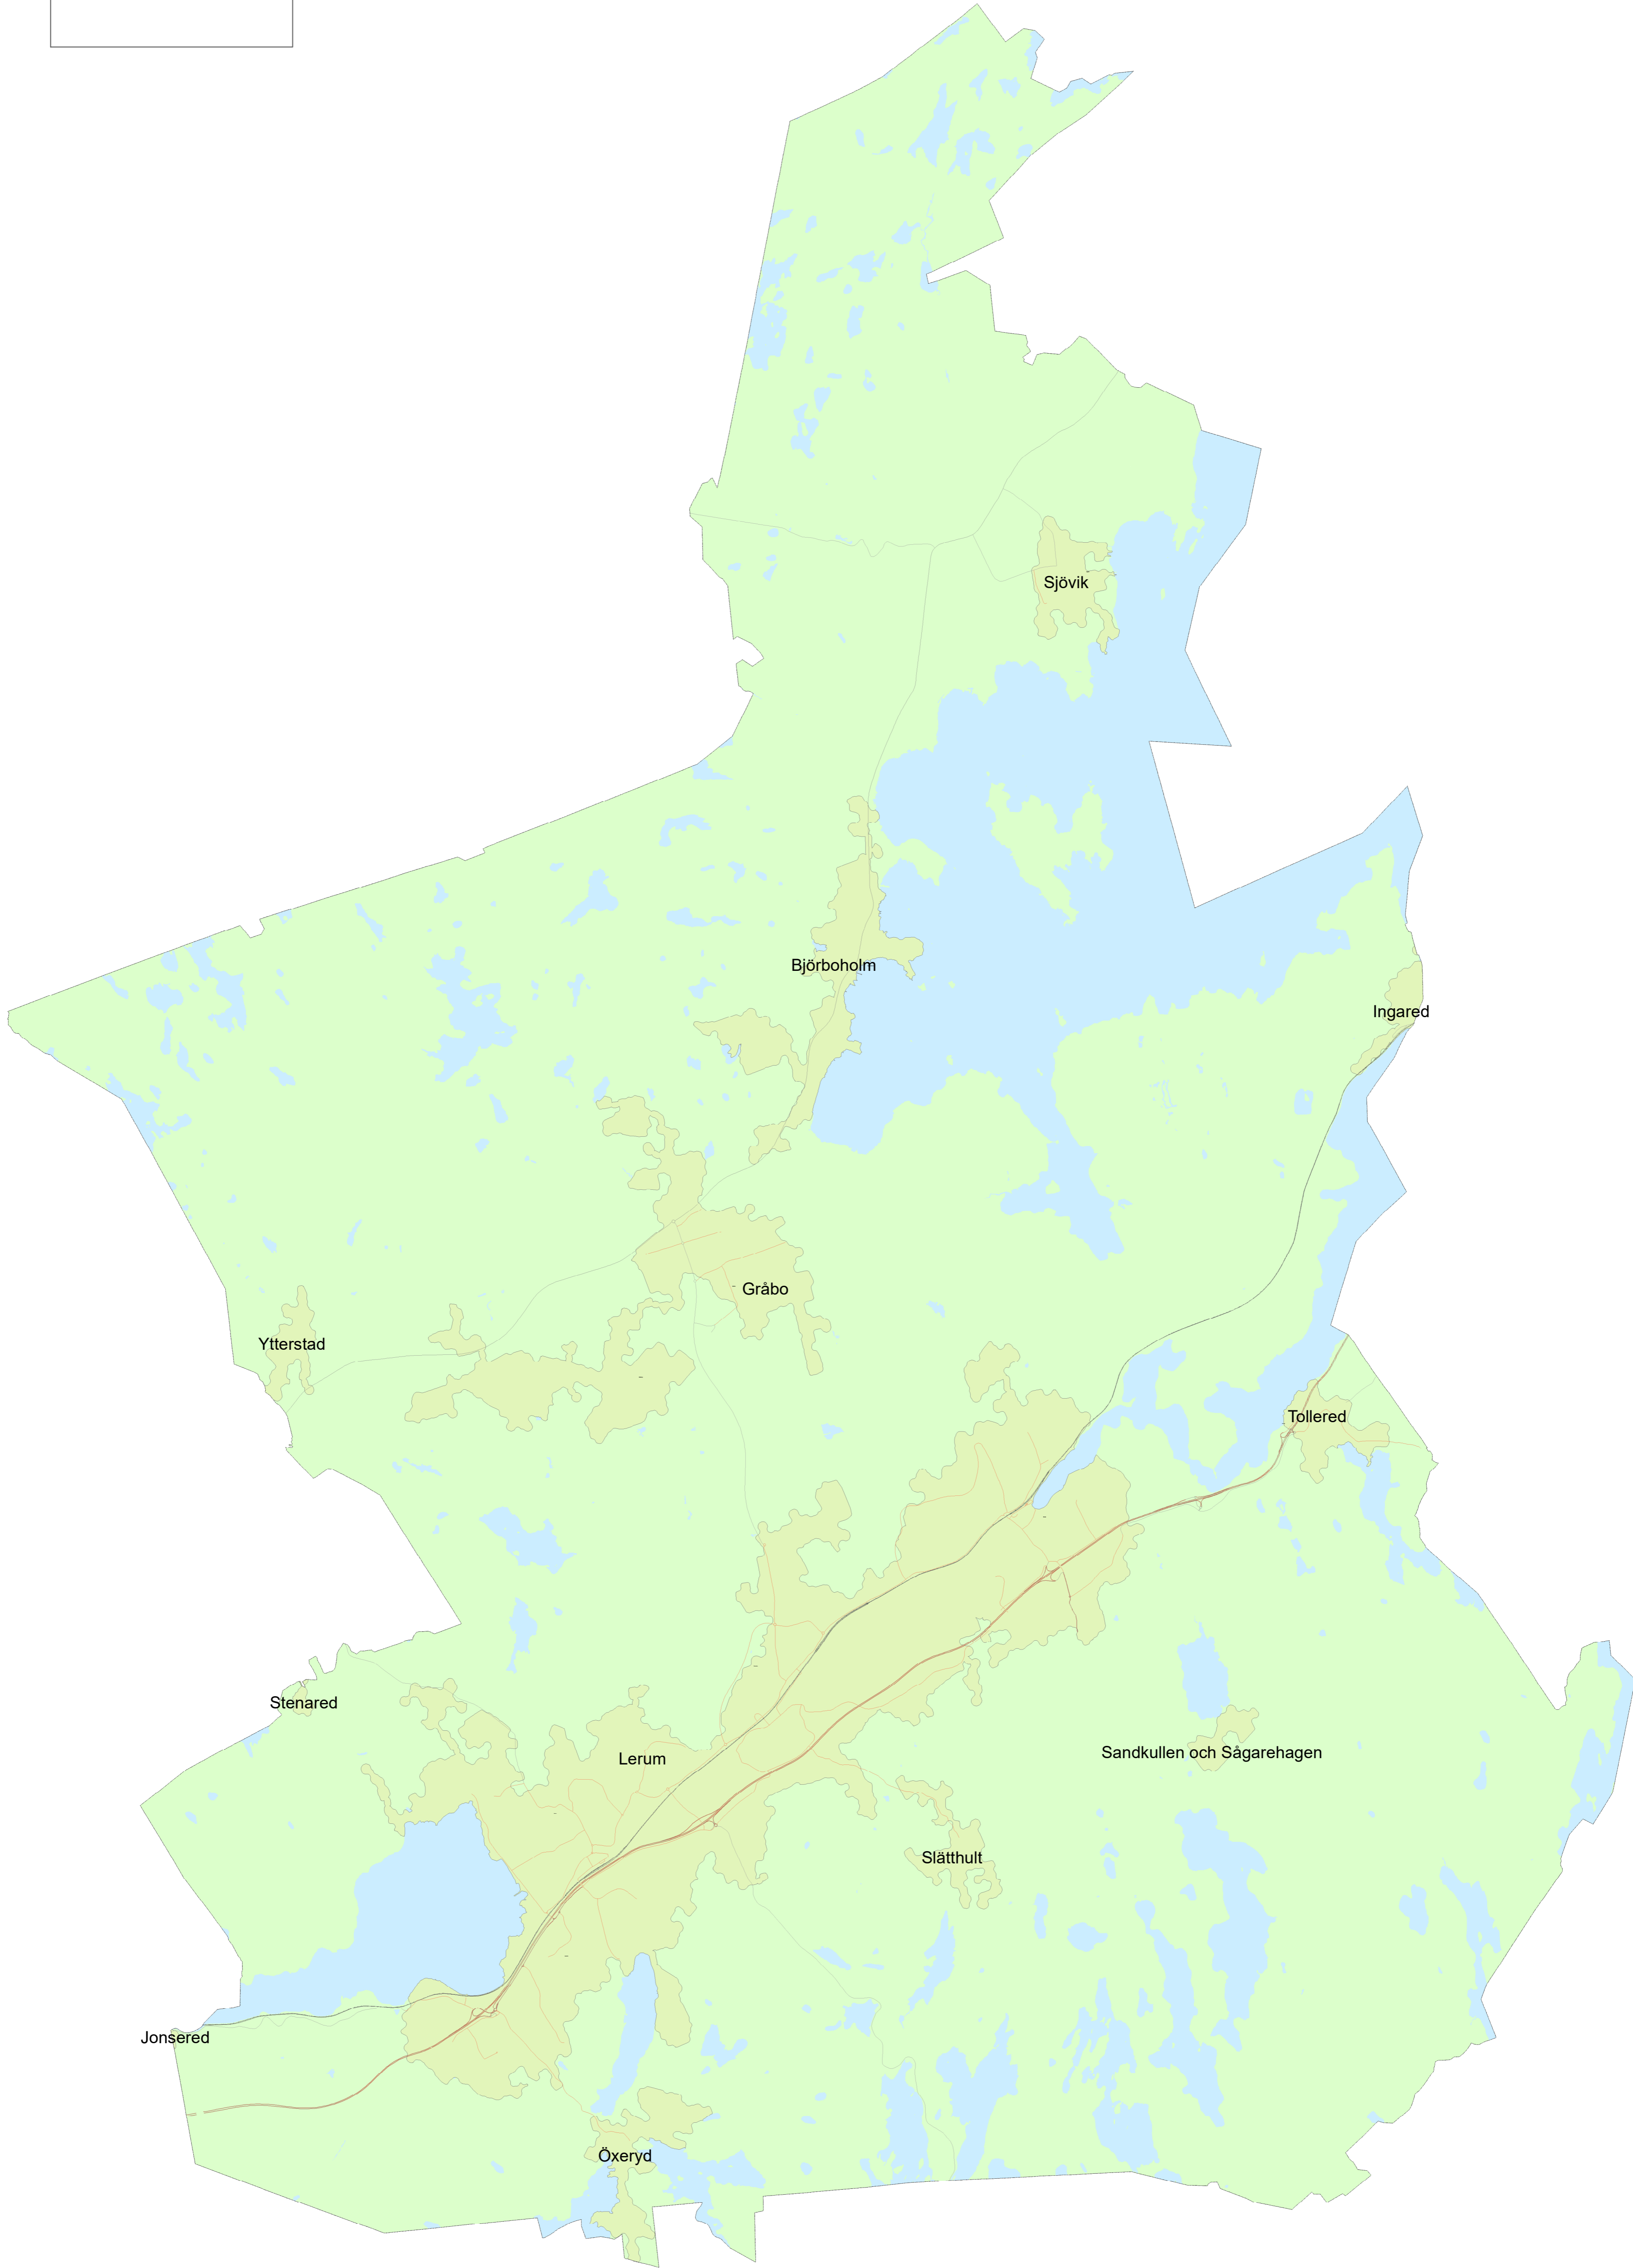 Sjövik
Björboholm
Ingared
Gråbo
Ytterstad
Tollered
Stenared
Sandkullen och Sågarehagen
Lerum
Slätthult
Jonsered
Öxeryd